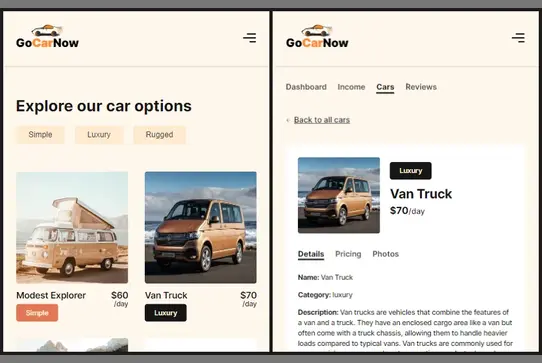 GoCarNow
Explore our car options
Simple
Luxury
Rugged
Modest Explorer
$60
/day
Simple
Van Truck
$70
/day
Luxury
GoCarNow
Dashboard
Income
Cars
Reviews
Back to all cars
Luxury
Van Truck
$70/day
Details
Pricing
Photos
Name: Van Truck
Category: luxury
Description: Van trucks are vehicles that combine the features of
a van and a truck. They have an enclosed cargo area like a van but
often come with a truck chassis, allowing them to handle heavier
loads compared to typical vans. Van trucks are commonly used for